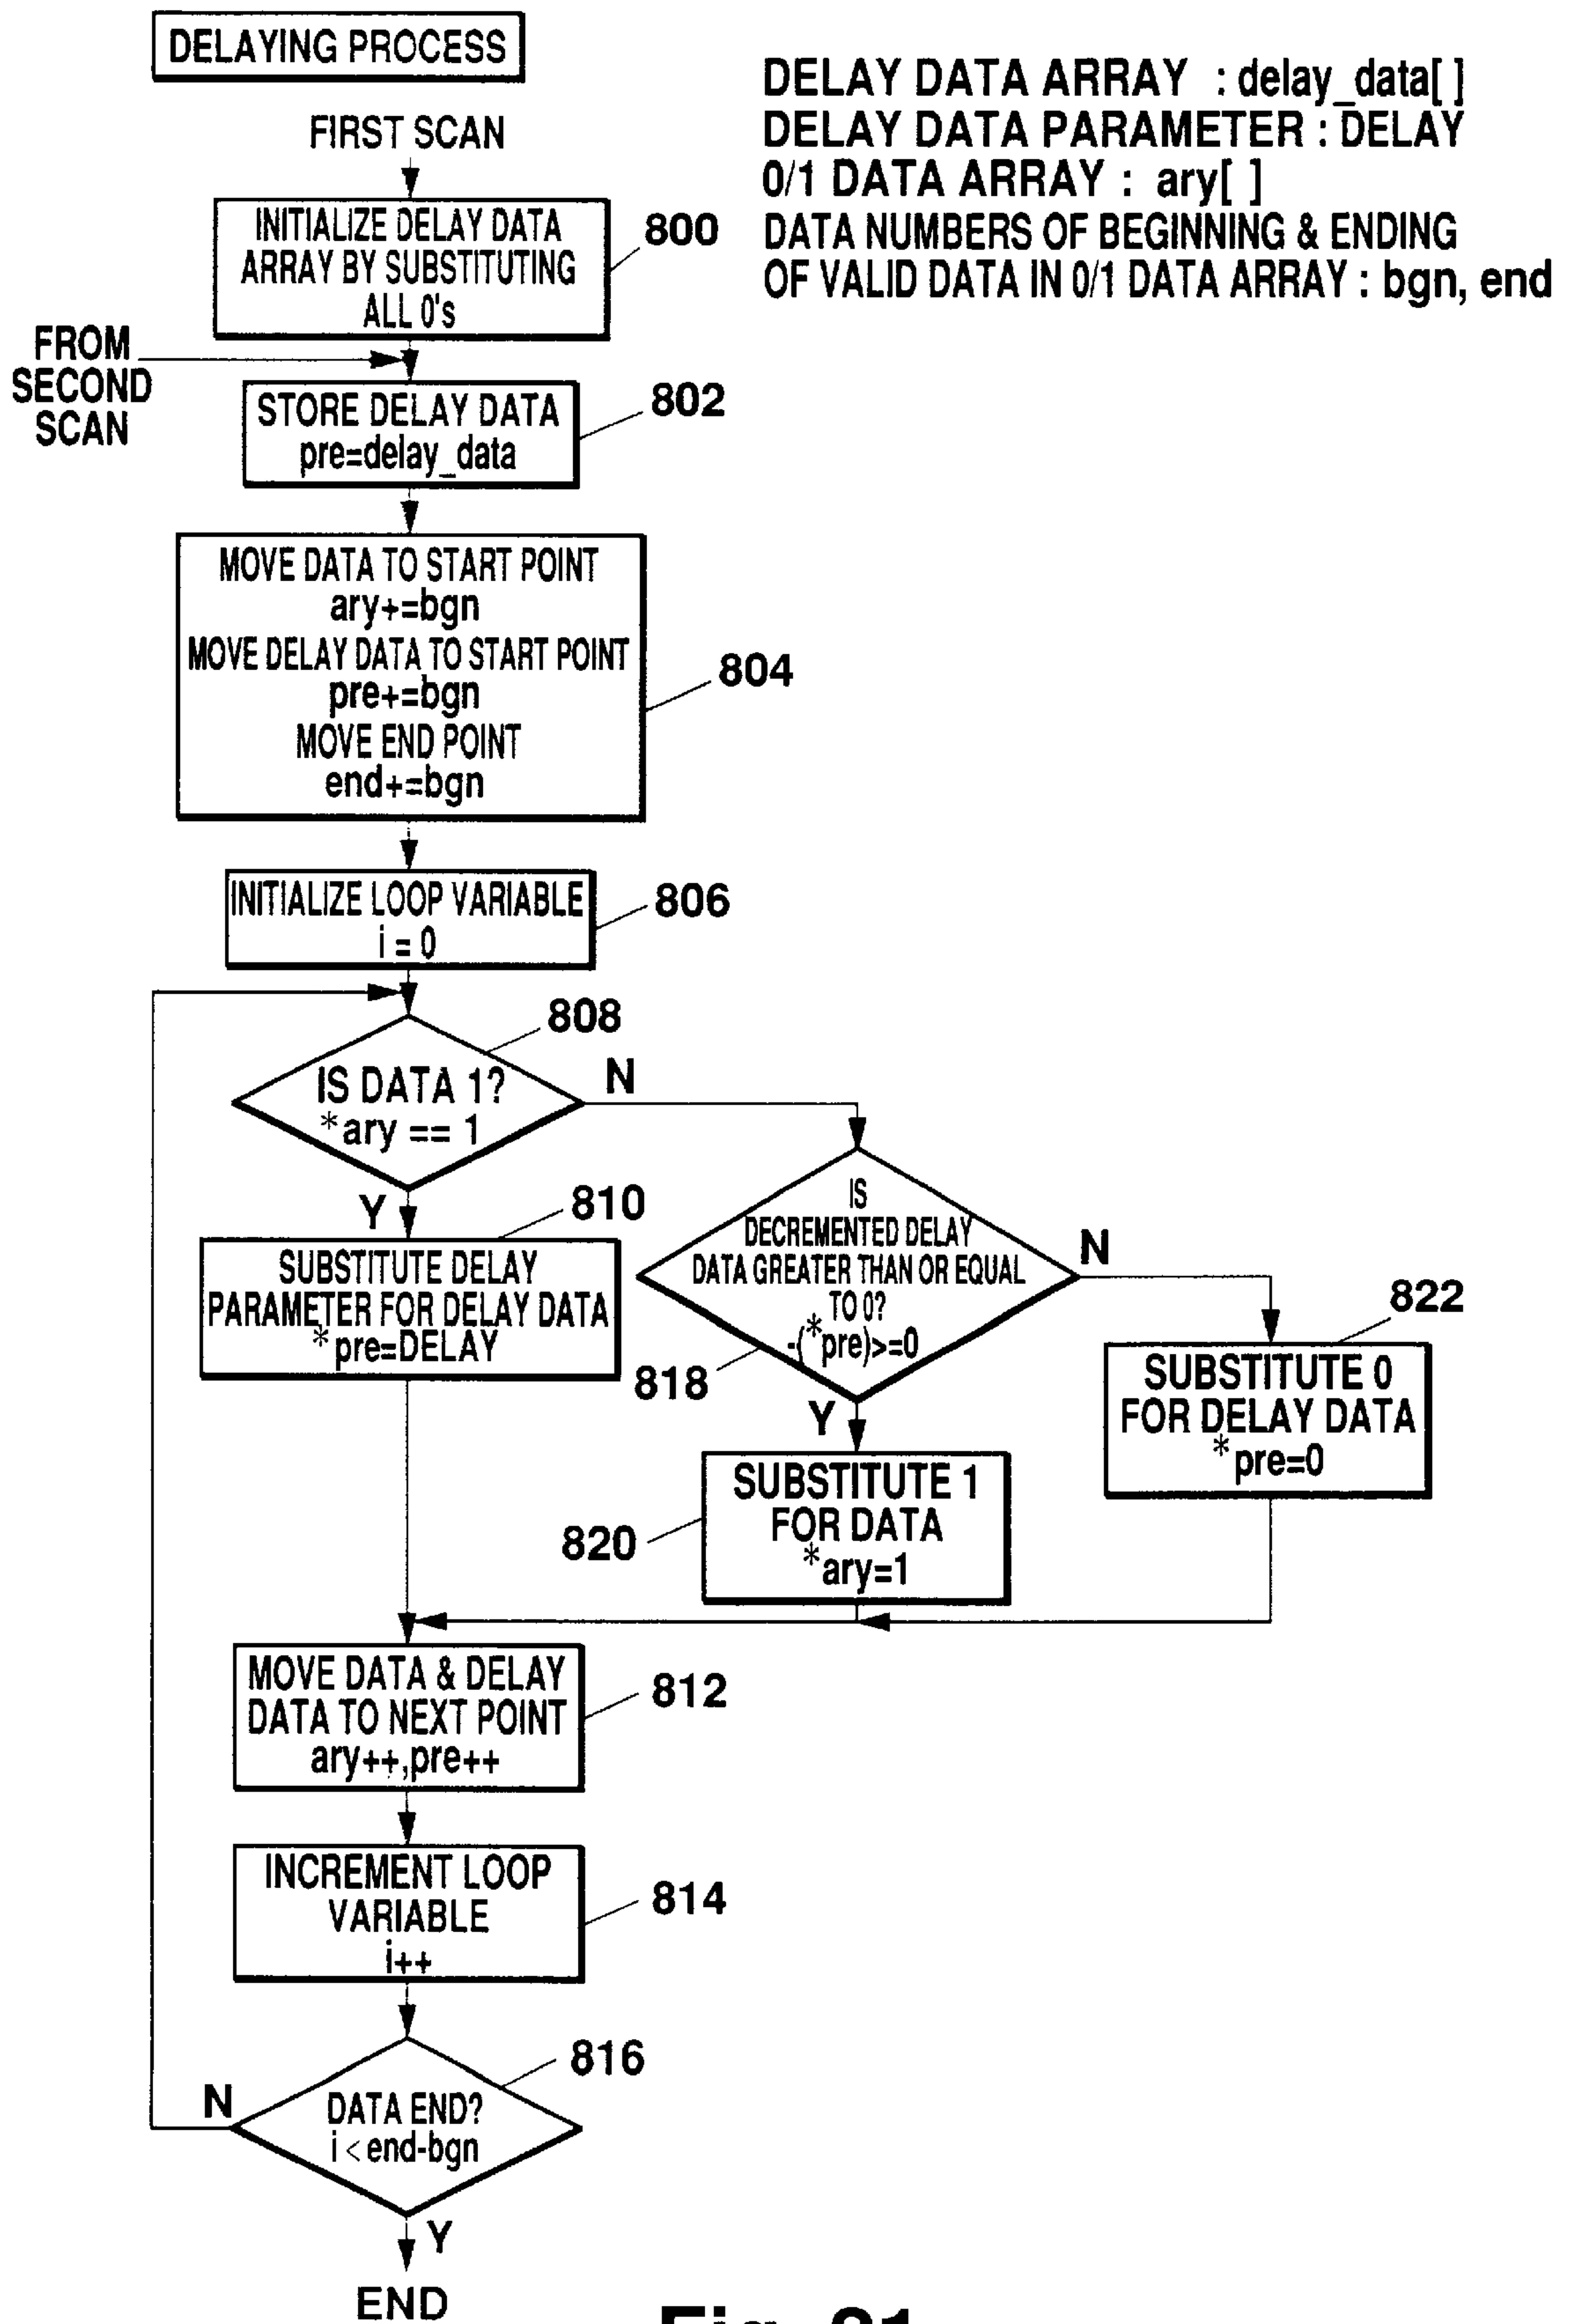 DELAYING PROCESS
DELAY DATA ARRAY : delay_data[ ]
DELAY DATA PARAMETER : DELAY
0/1 DATA ARRAY : ary[ ]
DATA NUMBERS OF BEGINNING & ENDING
OF VALID DATA IN 0/1 DATA ARRAY : bgn, end
FIRST SCAN
INITIALIZE DELAY DATA
ARRAY BY SUBSTITUTING
ALL 0's
800
FROM
SECOND
SCAN
STORE DELAY DATA
pre=delay_data
802
MOVE DATA TO START POINT
ary+=bgn
MOVE DELAY DATA TO START POINT
pre+=bgn
MOVE END POINT
end+=bgn
804
INITIALIZE LOOP VARIABLE
i = 0
806
808
IS DATA 1?
*ary == 1
N
Y
810
SUBSTITUTE DELAY
PARAMETER FOR DELAY DATA
*pre=DELAY
IS
DECREMENTED DELAY
DATA GREATER THAN OR EQUAL
TO 0?
-(*pre)>=0
818
N
Y
822
SUBSTITUTE 0
FOR DELAY DATA
*pre=0
SUBSTITUTE 1
FOR DATA
*ary=1
820
MOVE DATA & DELAY
DATA TO NEXT POINT
ary++,pre++
812
INCREMENT LOOP
VARIABLE
i++
814
816
DATA END?
i<end-bgn
N
Y
END
Fig. 21